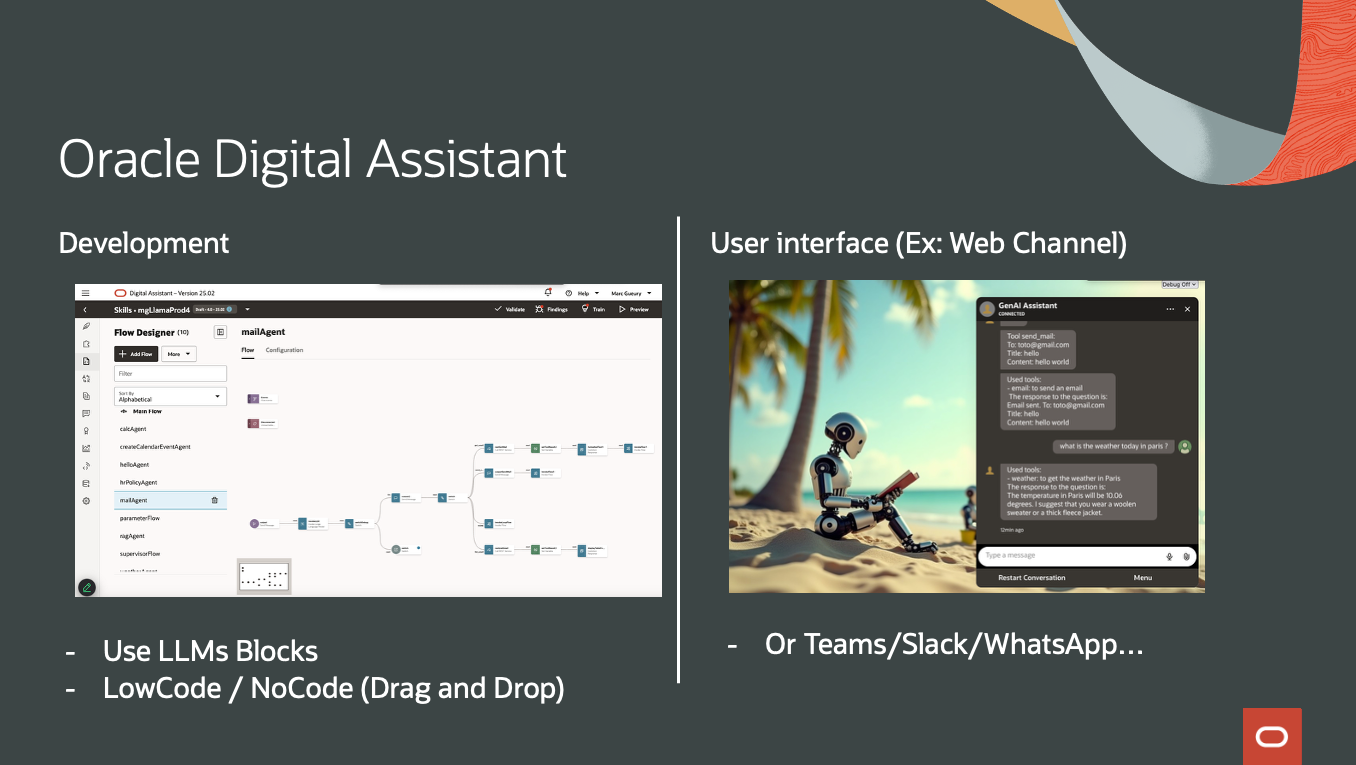 Oracle Digital Assistant
Development
Digital Assistant – Version 25.02
Help
Marc Gueury
Skills • mgLlamaProd4
Validate
Findings
Train
Preview
Flow Designer (10)
+ Add Flow
More
Filter
Sort By
Alphabetical
Main Flow
calcAgent
createCalendarEventAgent
helloAgent
hrPolicyAgent
mailAgent
parameterFlow
ragAgent
supervisorFlow
mailAgent
Flow
Configuration
- Use LLMs Blocks
- LowCode / NoCode (Drag and Drop)
User interface (Ex: Web Channel)
Debug Off
GenAI Assistant
CONNECTED
Tool send_mail:
To: toto@gmail.com
Title: hello
Content: hello world
Used tools:
- email: to send an email
The response to the question is:
Email sent. To: toto@gmail.com
Title: hello
Content: hello world
what is the weather today in paris ?
Used tools:
- weather: to get the weather in Paris
The response to the question is:
The temperature in Paris will be 10.06
degrees. I suggest that you wear a woolen
sweater or a thick fleece jacket.
12min ago
Type a message
Restart Conversation
Menu
- Or Teams/Slack/WhatsApp...